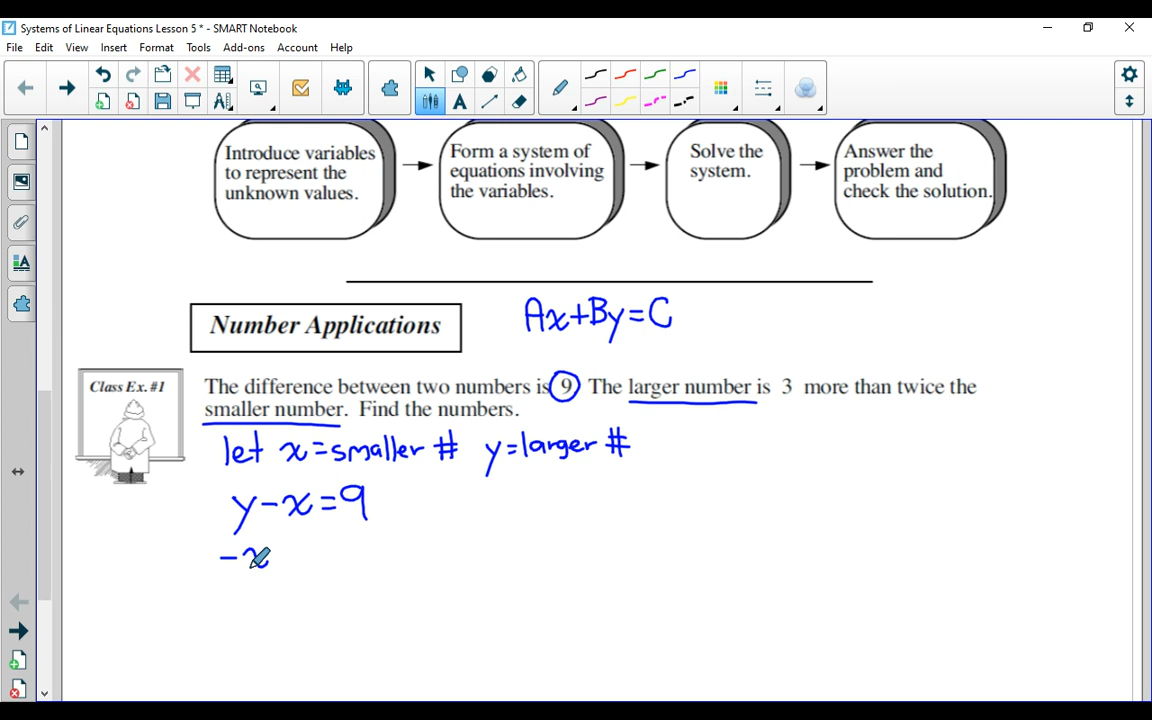 Systems of Linear Equations Lesson 5 * - SMART Notebook
File Edit View Insert Format Tools Add-ons Account Help
Introduce variables
to represent the
unknown values.
Form a system of
equations involving
the variables.
Solve the
system.
Answer the
problem and
check the solution.
Number Applications
Ax+By=C
Class Ex. #1
The difference between two numbers is 9. The larger number is 3 more than twice the
smaller number. Find the numbers.
let x=smaller # y=larger #
y-x=9
-x